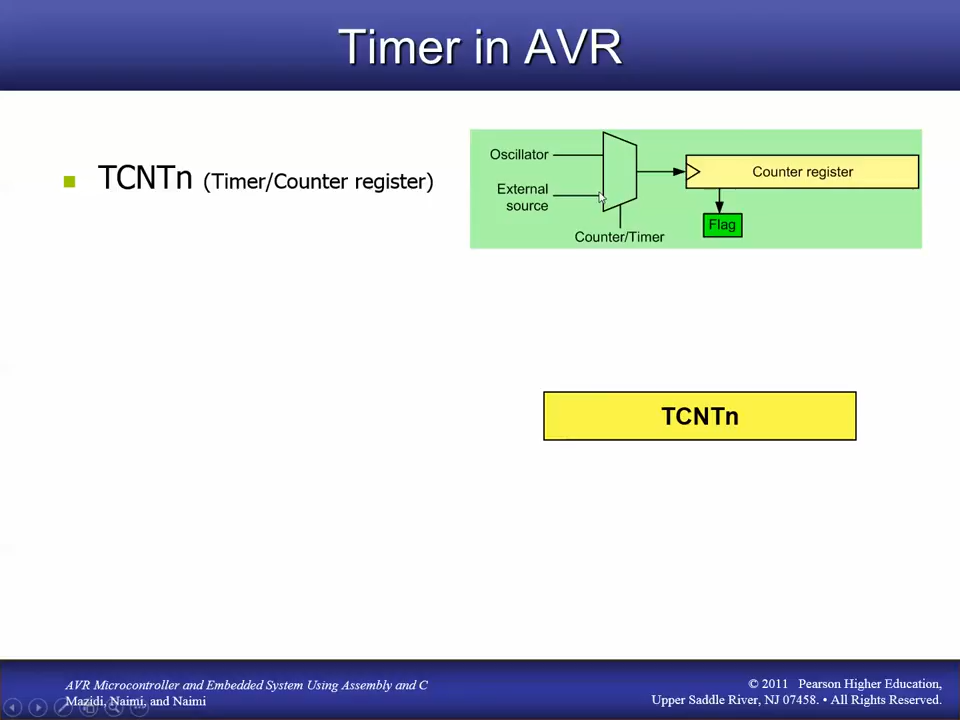 Timer in AVR
TCNTn (Timer/Counter register)
Oscillator
External
source
Counter/Timer
Counter register
Flag
TCNTn
AVR Microcontroller and Embedded System Using Assembly and C
Mazidi, Naimi, and Naimi
© 2011 Pearson Higher Education,
Upper Saddle River, NJ 07458. • All Rights Reserved.